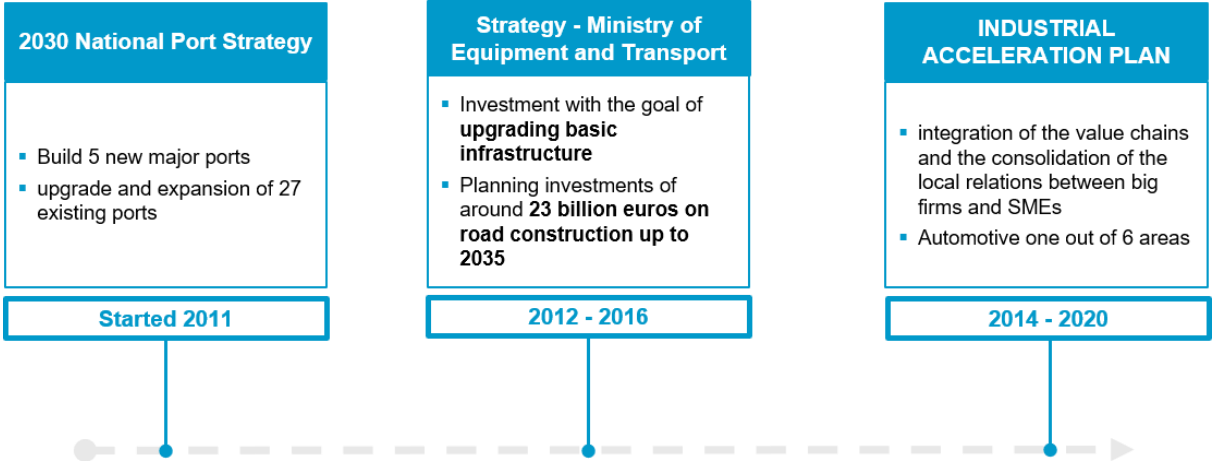 2030 National Port Strategy
▪ Build 5 new major ports
▪ upgrade and expansion of 27
existing ports
Started 2011
Strategy - Ministry of
Equipment and Transport
▪ Investment with the goal of
upgrading basic
infrastructure
▪ Planning investments of
around 23 billion euros on
road construction up to
2035
2012 - 2016
INDUSTRIAL
ACCELERATION PLAN
▪ integration of the value chains
and the consolidation of the
local relations between big
firms and SMEs
▪ Automotive one out of 6 areas
2014 - 2020